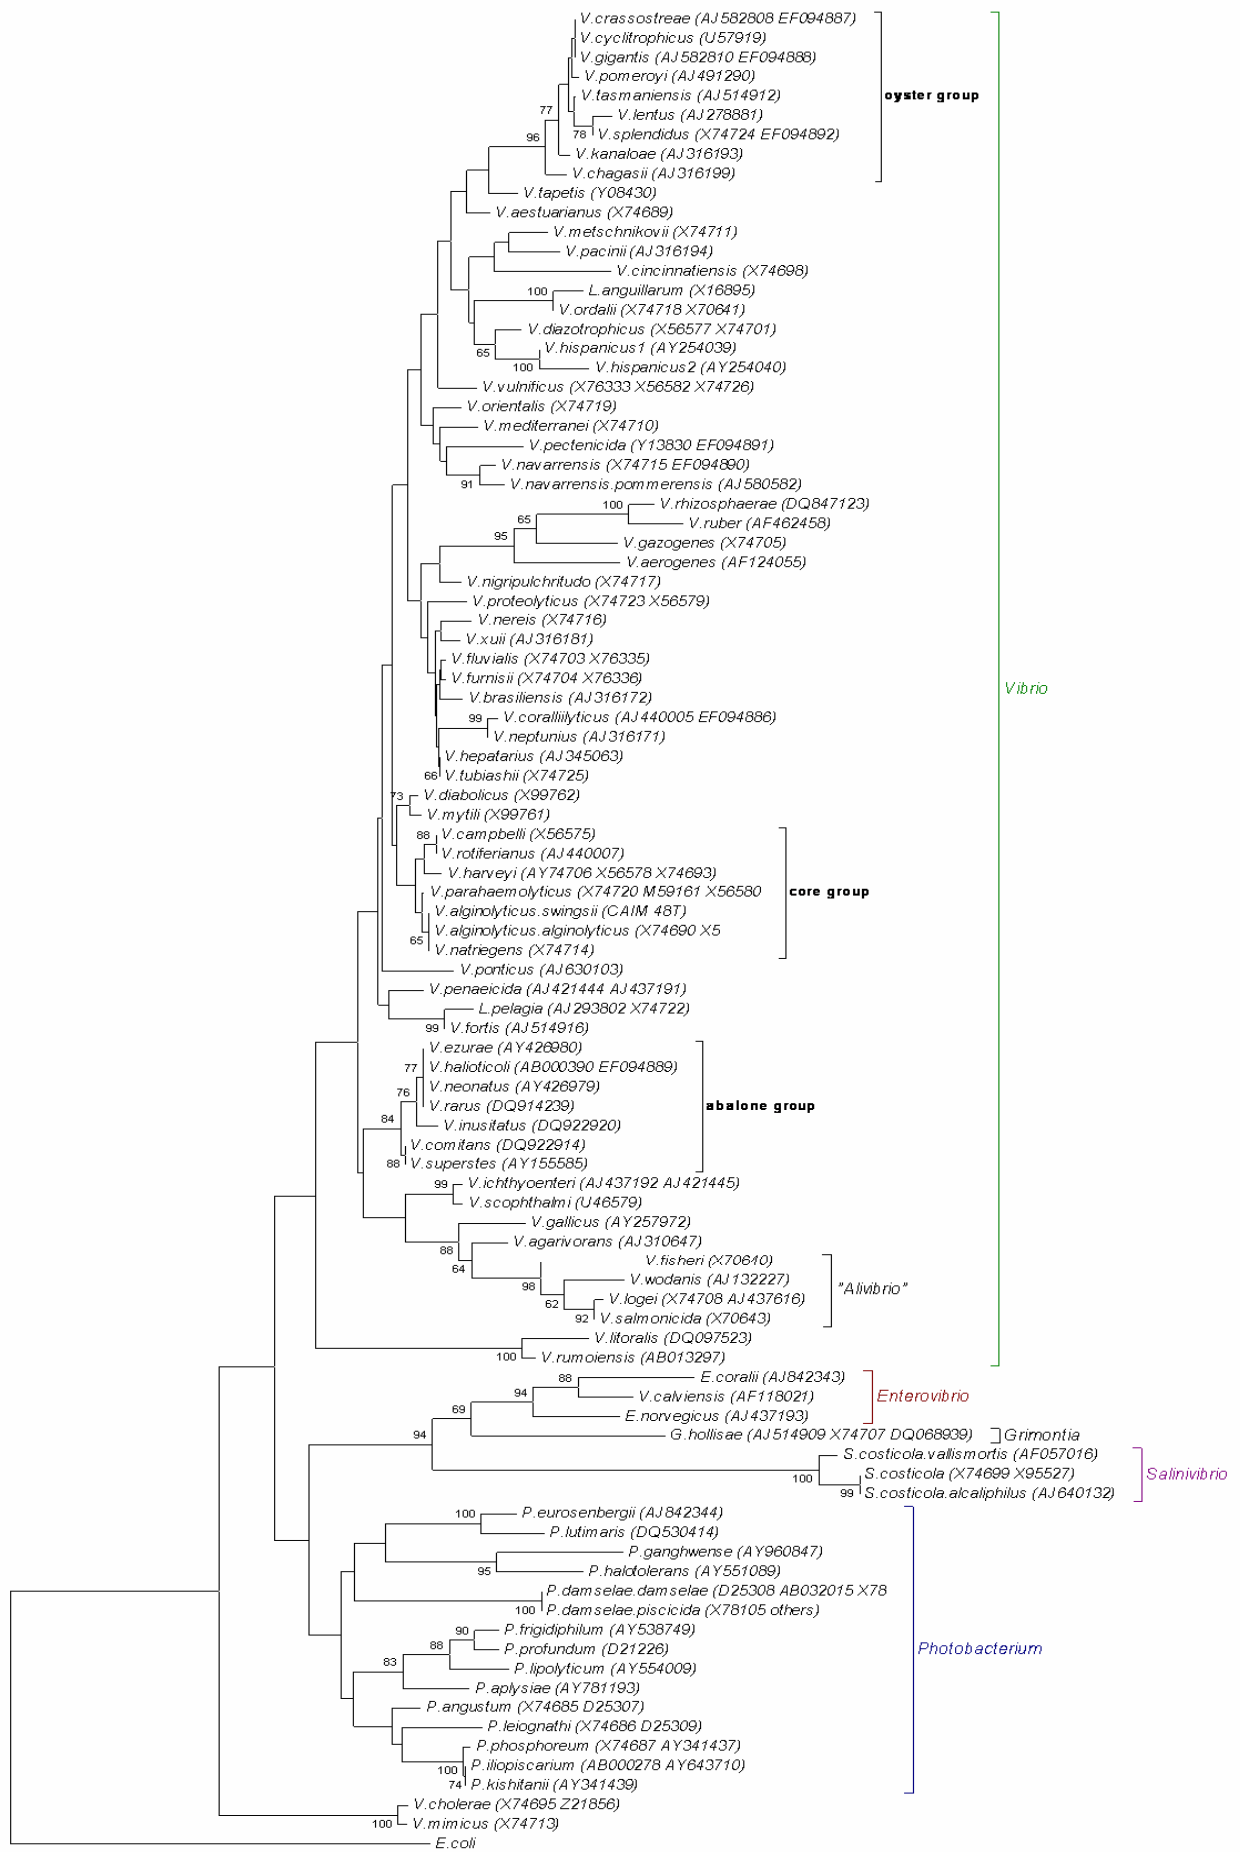 V.crassostreae (AJ582808 EF094887)
V.cyclitrophicus (U57919)
V.gigantis (AJ582810 EF094888)
V.pomeroyi (AJ491290)
V.tasmaniensis (AJ514912)
oyster group
V.lentus (AJ278881)
77
78 V.splendidus (X74724 EF094892)
96
V.kanaloae (AJ316193)
V.chagasii (AJ316199)
V.tapetis (Y08430)
V.aestuarianus (X74689)
V.metschnikovii (X74711)
V.pacinii (AJ316194)
V.cincinnatiensis (X74698)
100 L.anguillarum (X16895)
V.ordalii (X74718 X70641)
V.diazotrophicus (X56577 X74701)
65 V.hispanicus1 (AY254039)
100 V.hispanicus2 (AY254040)
V.vulnificus (X76333 X56582 X74726)
V.orientalis (X74719)
V.mediterranei (X74710)
V.pectenicida (Y13830 EF094891)
V.navarrensis (X74715 EF094890)
91 V.navarrensis.pommerensis (AJ580582)
100 V.rhizosphaerae (DQ847123)
65 V.ruber (AF462458)
95 V.gazogenes (X74705)
V.aerogenes (AF124055)
V.nigripulchritudo (X74717)
V.proteolyticus (X74723 X56579)
V.nereis (X74716)
V.xuii (AJ316181)
V.fluvialis (X74703 X76335)
V.furnisii (X74704 X76336)
Vibrio
V.brasiliensis (AJ316172)
99 V.coralliilyticus (AJ440005 EF094886)
V.neptunius (AJ316171)
V.hepatarius (AJ345063)
66 V.tubiashii (X74725)
73 V.diabolicus (X99762)
V.mytili (X99761)
88 V.campbelli (X56575)
V.rotiferianus (AJ440007)
V.harveyi (AY74706 X56578 X74693)
V.parahaemolyticus (X74720 M59161 X56580
core group
V.alginolyticus.swingsii (CAIM 48T)
V.alginolyticus.alginolyticus (X74690 X5
65 V.natriegens (X74714)
V.ponticus (AJ630103)
V.penaeicida (AJ421444 AJ437191)
L.pelagia (AJ293802 X74722)
99 V.fortis (AJ514916)
V.ezurae (AY426980)
77 V.halioticoli (AB000390 EF094889)
V.neonatus (AY426979)
76 V.rarus (DQ914239)
abalone group
84 V.inusitatus (DQ922920)
V.comitans (DQ922914)
88 V.superstes (AY155585)
99 V.ichthyoenteri (AJ437192 AJ421445)
V.scophthalmi (U46579)
V.gallicus (AY257972)
88 V.agarivorans (AJ310647)
64 V.fisheri (X70640)
98 V.wodanis (AJ132227)
"Alivibrio"
62 V.logei (X74708 AJ437616)
92 V.salmonicida (X70643)
V.litoralis (DQ097523)
100 V.rumoiensis (AB013297)
88 E.coralii (AJ842343)
94 V.calviensis (AF118021)
Enterovibrio
69 E.norvegicus (AJ437193)
94 G.hollisae (AJ514909 X74707 DQ068939) Grimontia
S.costicola.vallismortis (AF057016)
100 S.costicola (X74699 X95527)
Salinivibrio
99 S.costicola.alcaliphilus (AJ640132)
100 P.eurosenbergii (AJ842344)
P.lutimaris (DQ530414)
P.ganghwense (AY960847)
95 P.halotolerans (AY551089)
P.damselae.damselae (D25308 AB032015 X78
100 P.damselae.piscicida (X78105 others)
90 P.frigidiphilum (AY538749)
88 P.profundum (D21226)
Photobacterium
83 P.lipolyticum (AY554009)
P.aplysiae (AY781193)
P.angustum (X74685 D25307)
P.leiognathi (X74686 D25309)
P.phosphoreum (X74687 AY341437)
100 P.iliopiscarium (AB000278 AY643710)
74 P.kishitanii (AY341439)
V.cholerae (X74695 Z21856)
100 V.mimicus (X74713)
E.coli